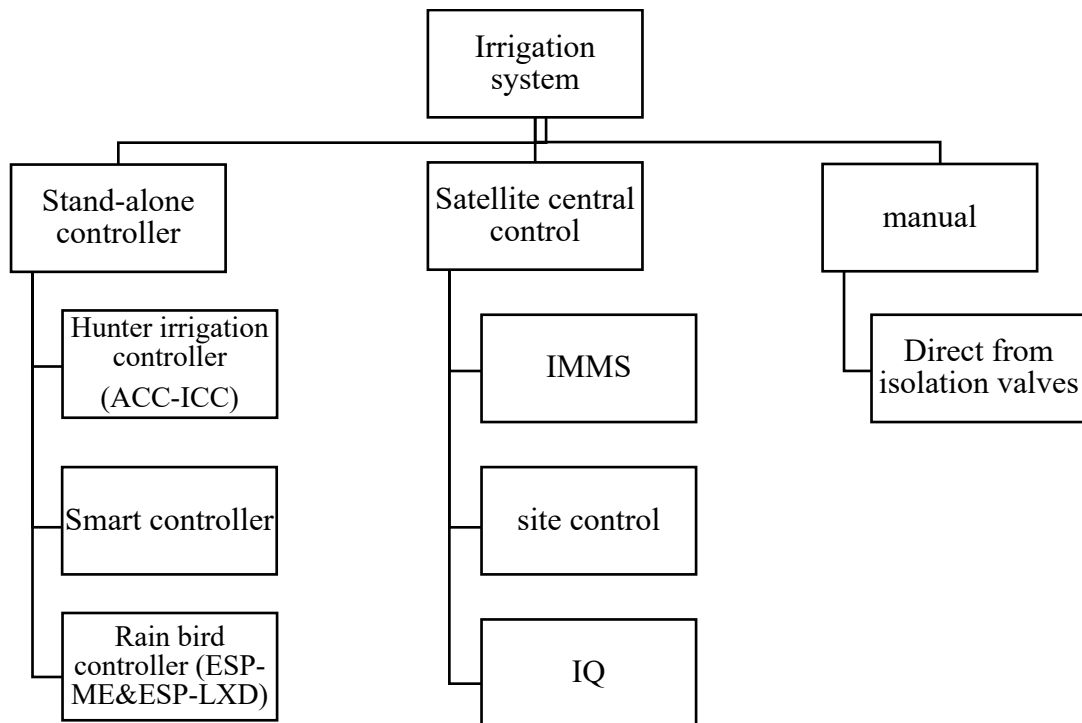 Irrigation
system
Stand-alone
controller
Hunter irrigation
controller
(ACC-ICC)
Smart controller
Rain bird
controller (ESP-
ME&ESP-LXD)
Satellite central
control
IMMS
site control
IQ
manual
Direct from
isolation valves